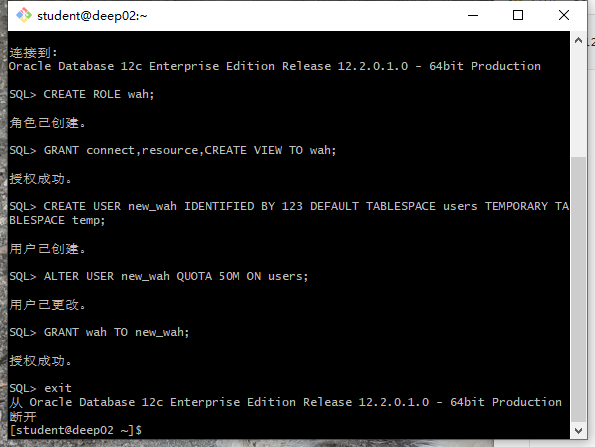 student@deep02:~
连接到:
Oracle Database 12c Enterprise Edition Release 12.2.0.1.0 - 64bit Production
SQL> CREATE ROLE wah;
角色已创建。
SQL> GRANT connect,resource,CREATE VIEW TO wah;
授权成功。
SQL> CREATE USER new_wah IDENTIFIED BY 123 DEFAULT TABLESPACE users TEMPORARY TA
BLESPACE temp;
用户已创建。
SQL> ALTER USER new_wah QUOTA 50M ON users;
用户已更改。
SQL> GRANT wah TO new_wah;
授权成功。
SQL> exit
从 Oracle Database 12c Enterprise Edition Release 12.2.0.1.0 - 64bit Production
断开
[student@deep02 ~]$